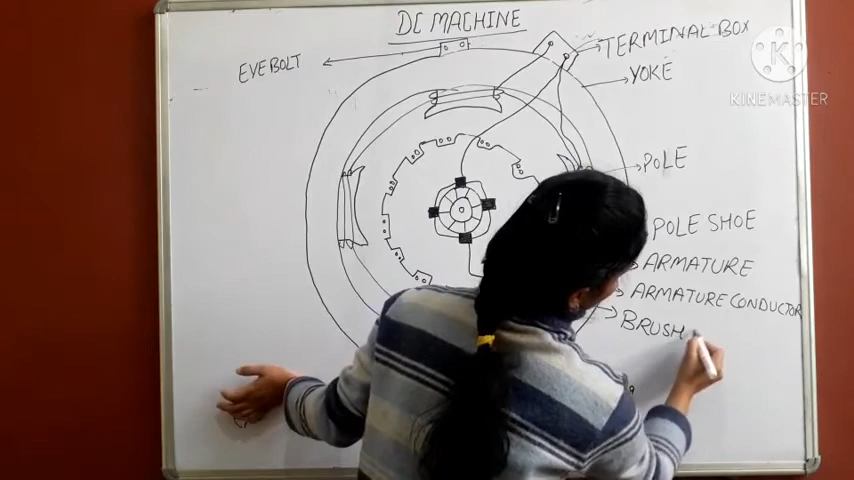 DC MACHINE
EYEBOLT
TERMINAL BOX
YOKE
K
KINEMASTER
POLE
POLE SHOE
ARMATURE
ARMATURE CONDUCTOR
BRUSH